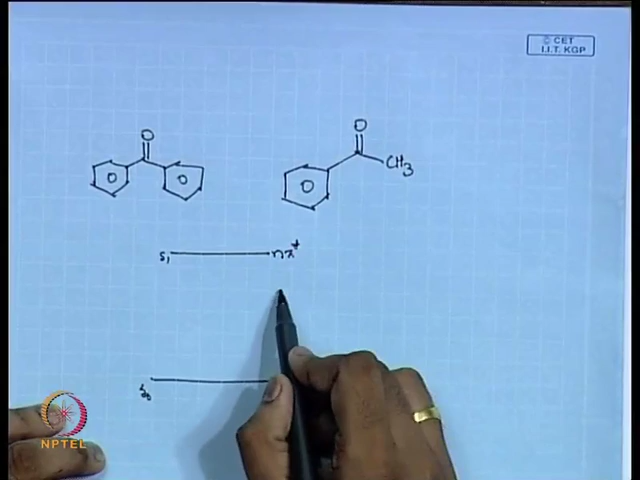 © CET
I.I.T. KGP
O
O
CH3
S1 nπ*
S0
NPTEL